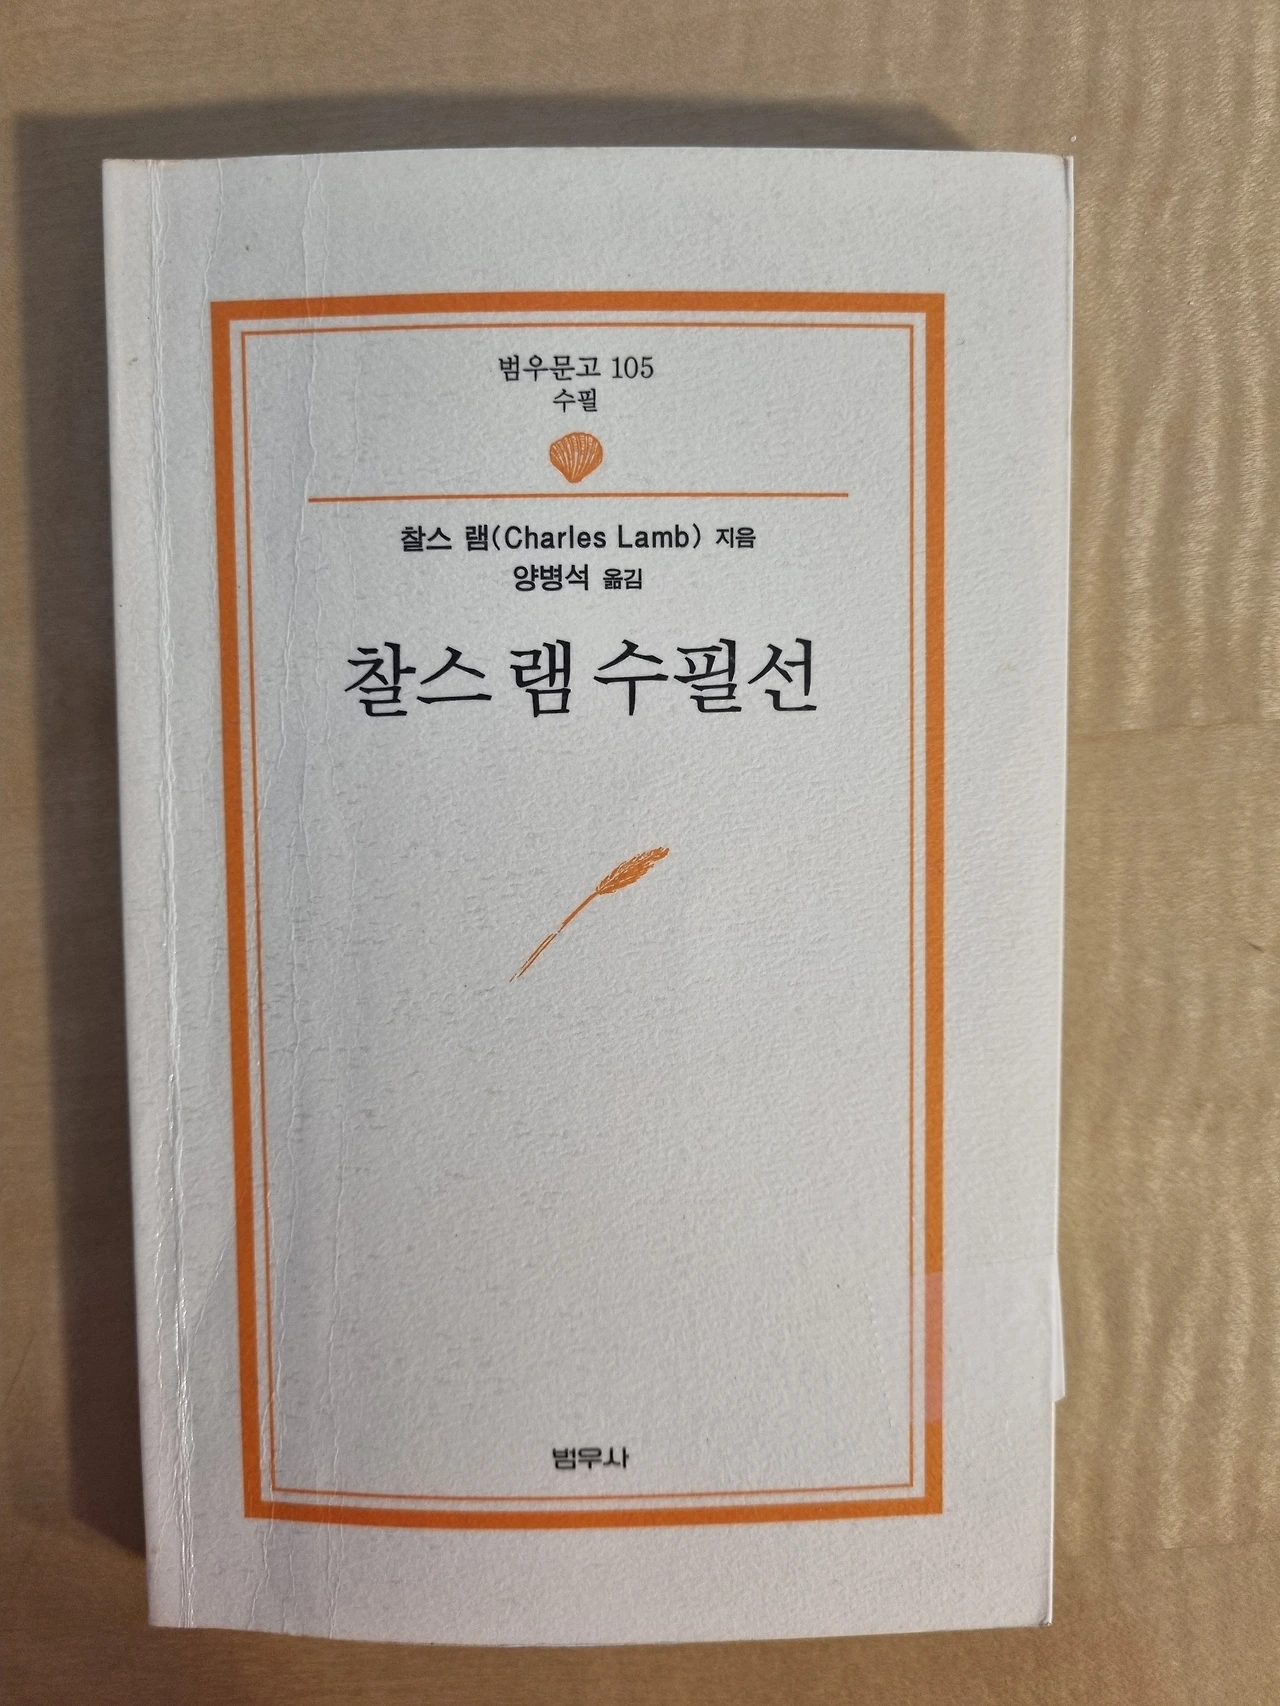 범우문고 105
수필
찰스 램(Charles Lamb) 지음
양병석 옮김
찰스 램 수필선
범우사